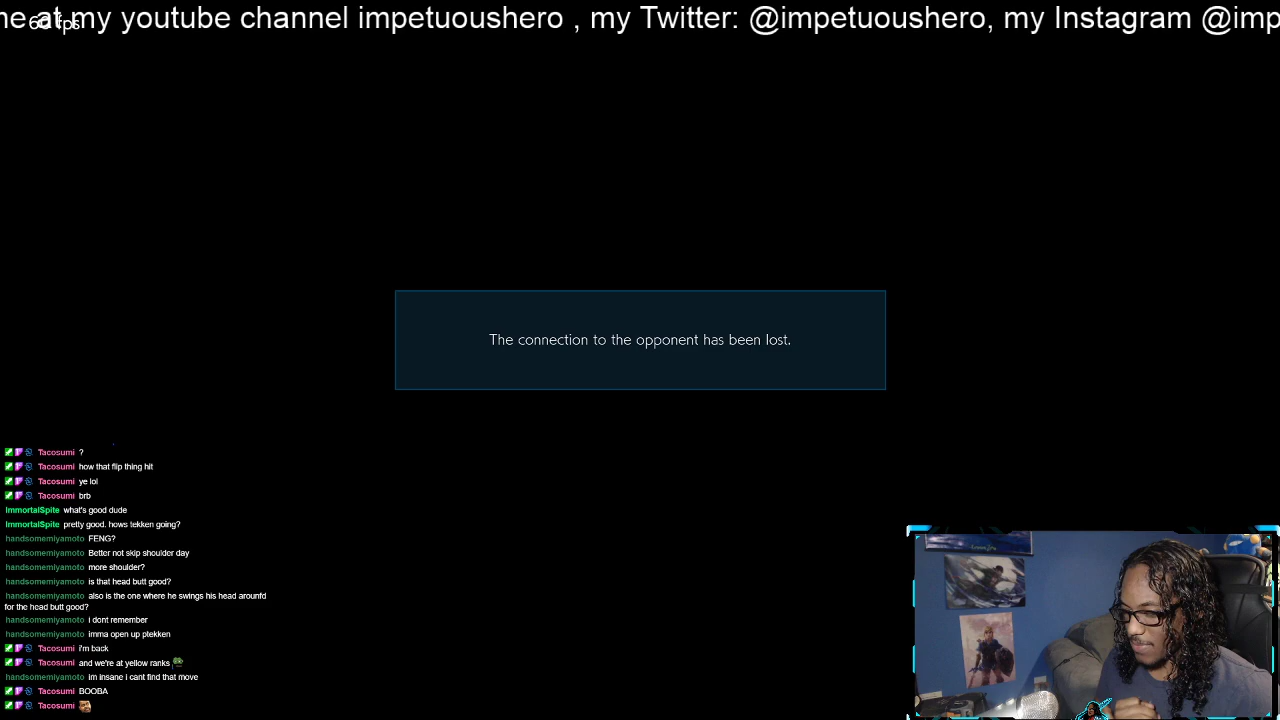 ne at my youtube channel impetuoushero , my Twitter: @impetuoushero, my Instagram @imp
60 fps
The connection to the opponent has been lost.
Tacosumi ?
Tacosumi how that flip thing hit
Tacosumi ye lol
Tacosumi brb
ImmortalSpite what's good dude
ImmortalSpite pretty good. hows tekken going?
handsomemiyamoto FENG?
handsomemiyamoto Better not skip shoulder day
handsomemiyamoto more shoulder?
handsomemiyamoto is that head butt good?
handsomemiyamoto also is the one where he swings his head arounfd
for the head butt good?
handsomemiyamoto i dont remember
handsomemiyamoto imma open up ptekken
Tacosumi i'm back
Tacosumi and we're at yellow ranks
handsomemiyamoto im insane i cant find that move
Tacosumi BOOBA
Tacosumi